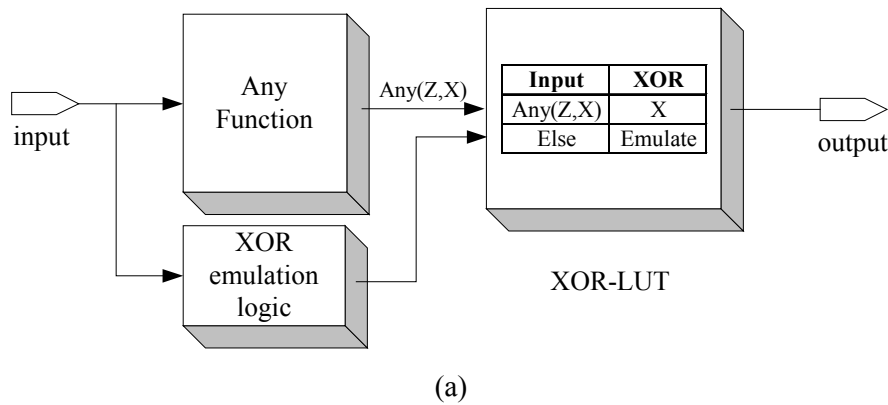 input
Any
Function
Any(Z,X)
XOR
emulation
logic
Input XOR
Any(Z,X) X
Else Emulate
XOR-LUT
output
(a)